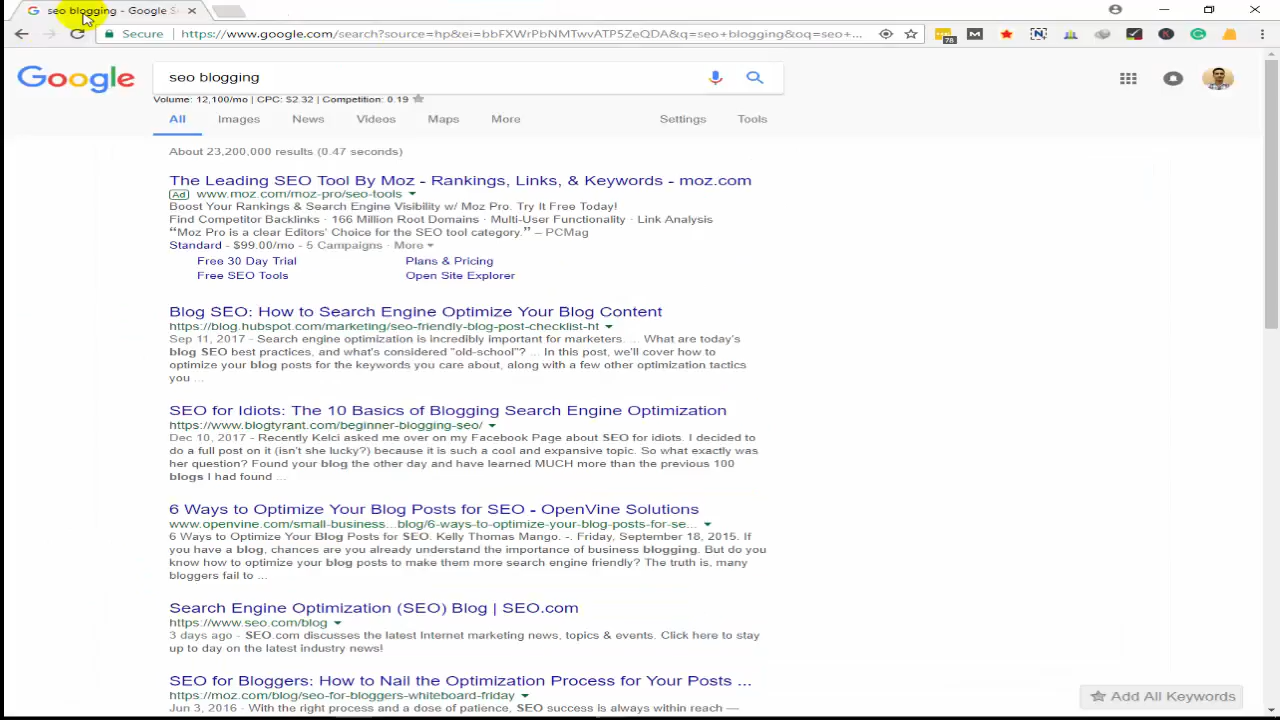 seo blogging - Google S
Secure
https://www.google.com/search?source=hp&ei=bbFXWrPbNMTwvATP5ZeQDA&q=seo+blogging&oq=seo+...
78
Google
seo blogging
Volume: 12,100/mo | CPC: $2.32 | Competition: 0.19
All Images News Videos Maps More Settings Tools
About 23,200,000 results (0.47 seconds)
The Leading SEO Tool By Moz - Rankings, Links, & Keywords - moz.com
Ad www.moz.com/moz-pro/seo-tools
Boost Your Rankings & Search Engine Visibility w/ Moz Pro. Try It Free Today!
Find Competitor Backlinks · 166 Million Root Domains · Multi-User Functionality · Link Analysis
“Moz Pro is a clear Editors’ Choice for the SEO tool category.” – PCMag
Standard - $99.00/mo - 5 Campaigns · More
Free 30 Day Trial Plans & Pricing
Free SEO Tools Open Site Explorer
Blog SEO: How to Search Engine Optimize Your Blog Content
https://blog.hubspot.com/marketing/seo-friendly-blog-post-checklist-ht
Sep 11, 2017 - Search engine optimization is incredibly important for marketers. ... What are today's
blog SEO best practices, and what's considered "old-school"? ... In this post, we'll cover how to
optimize your blog posts for the keywords you care about, along with a few other optimization tactics
you ...
SEO for Idiots: The 10 Basics of Blogging Search Engine Optimization
https://www.blogtyrant.com/beginner-blogging-seo/
Dec 10, 2017 - Recently Kelci asked me over on my Facebook Page about SEO for idiots. I decided to
do a full post on it (isn't she lucky?) because it is such a cool and expansive topic. So what exactly was
her question? Found your blog the other day and have learned MUCH more than the previous 100
blogs I had found ...
6 Ways to Optimize Your Blog Posts for SEO - OpenVine Solutions
www.openvine.com/small-business...blog/6-ways-to-optimize-your-blog-posts-for-se...
6 Ways to Optimize Your Blog Posts for SEO. Kelly Thomas Mango. -. Friday, September 18, 2015. If
you have a blog, chances are you already understand the importance of business blogging. But do you
know how to optimize your blog posts to make them more search engine friendly? The truth is, many
bloggers fail to ...
Search Engine Optimization (SEO) Blog | SEO.com
https://www.seo.com/blog
3 days ago - SEO.com discusses the latest Internet marketing news, topics & events. Click here to stay
up to day on the latest industry news!
SEO for Bloggers: How to Nail the Optimization Process for Your Posts ...
https://moz.com/blog/seo-for-bloggers-whiteboard-friday
Jun 3, 2016 - With the right process and a dose of patience, SEO success is always within reach —
Add All Keywords